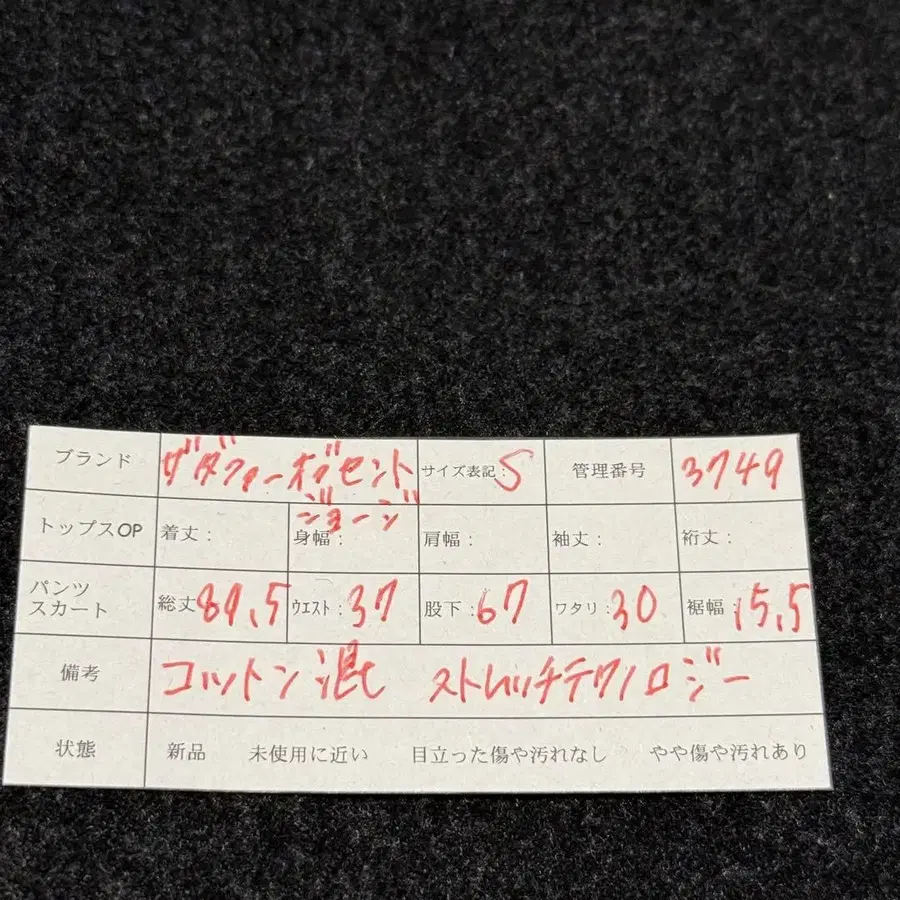 ブランド ザダファーオブセント サイズ表記: S 管理番号 3749
ジョージ
トップスOP 着丈: 身幅: 肩幅: 袖丈: 裄丈:
パンツ
スカート 総丈 89.5 ウエスト: 37 股下: 67 ワタリ: 30 裾幅: 15.5
備考 コットン混 ストレッチテクノロジー
状態 新品 未使用に近い 目立った傷や汚れなし やや傷や汚れあり